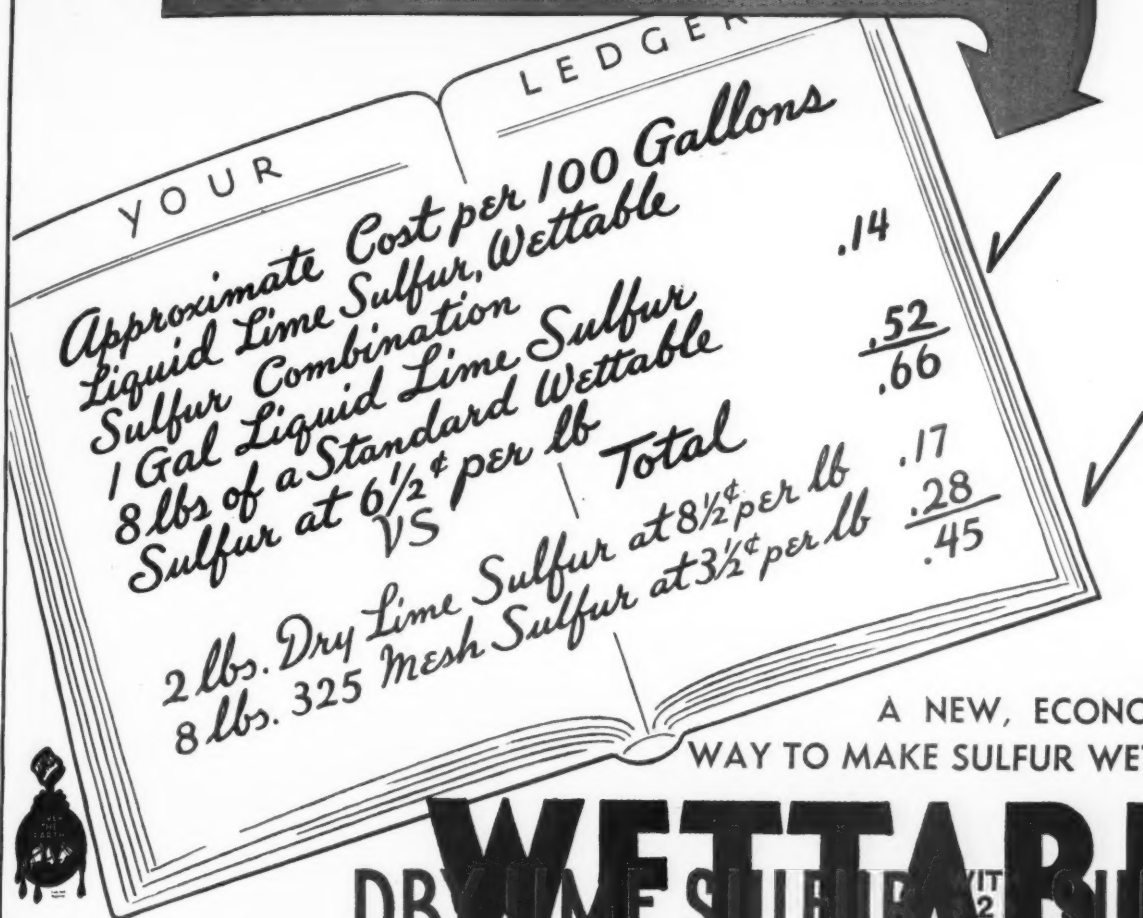 YOUR LEDGER
Approximate Cost per 100 Gallons
Liquid Lime Sulfur, Wettable
Sulfur Combination
1 Gal Liquid Lime Sulfur .14
8 lbs of a Standard Wettable
Sulfur at 6½¢ per lb .52
Total .66
VS
2 lbs. Dry Lime Sulfur at 8½¢ per lb .17
8 lbs. 325 Mesh Sulfur at 3½¢ per lb .28
.45
A NEW,
WAY TO MAKE SULFUR
DRY LIME SULFUR